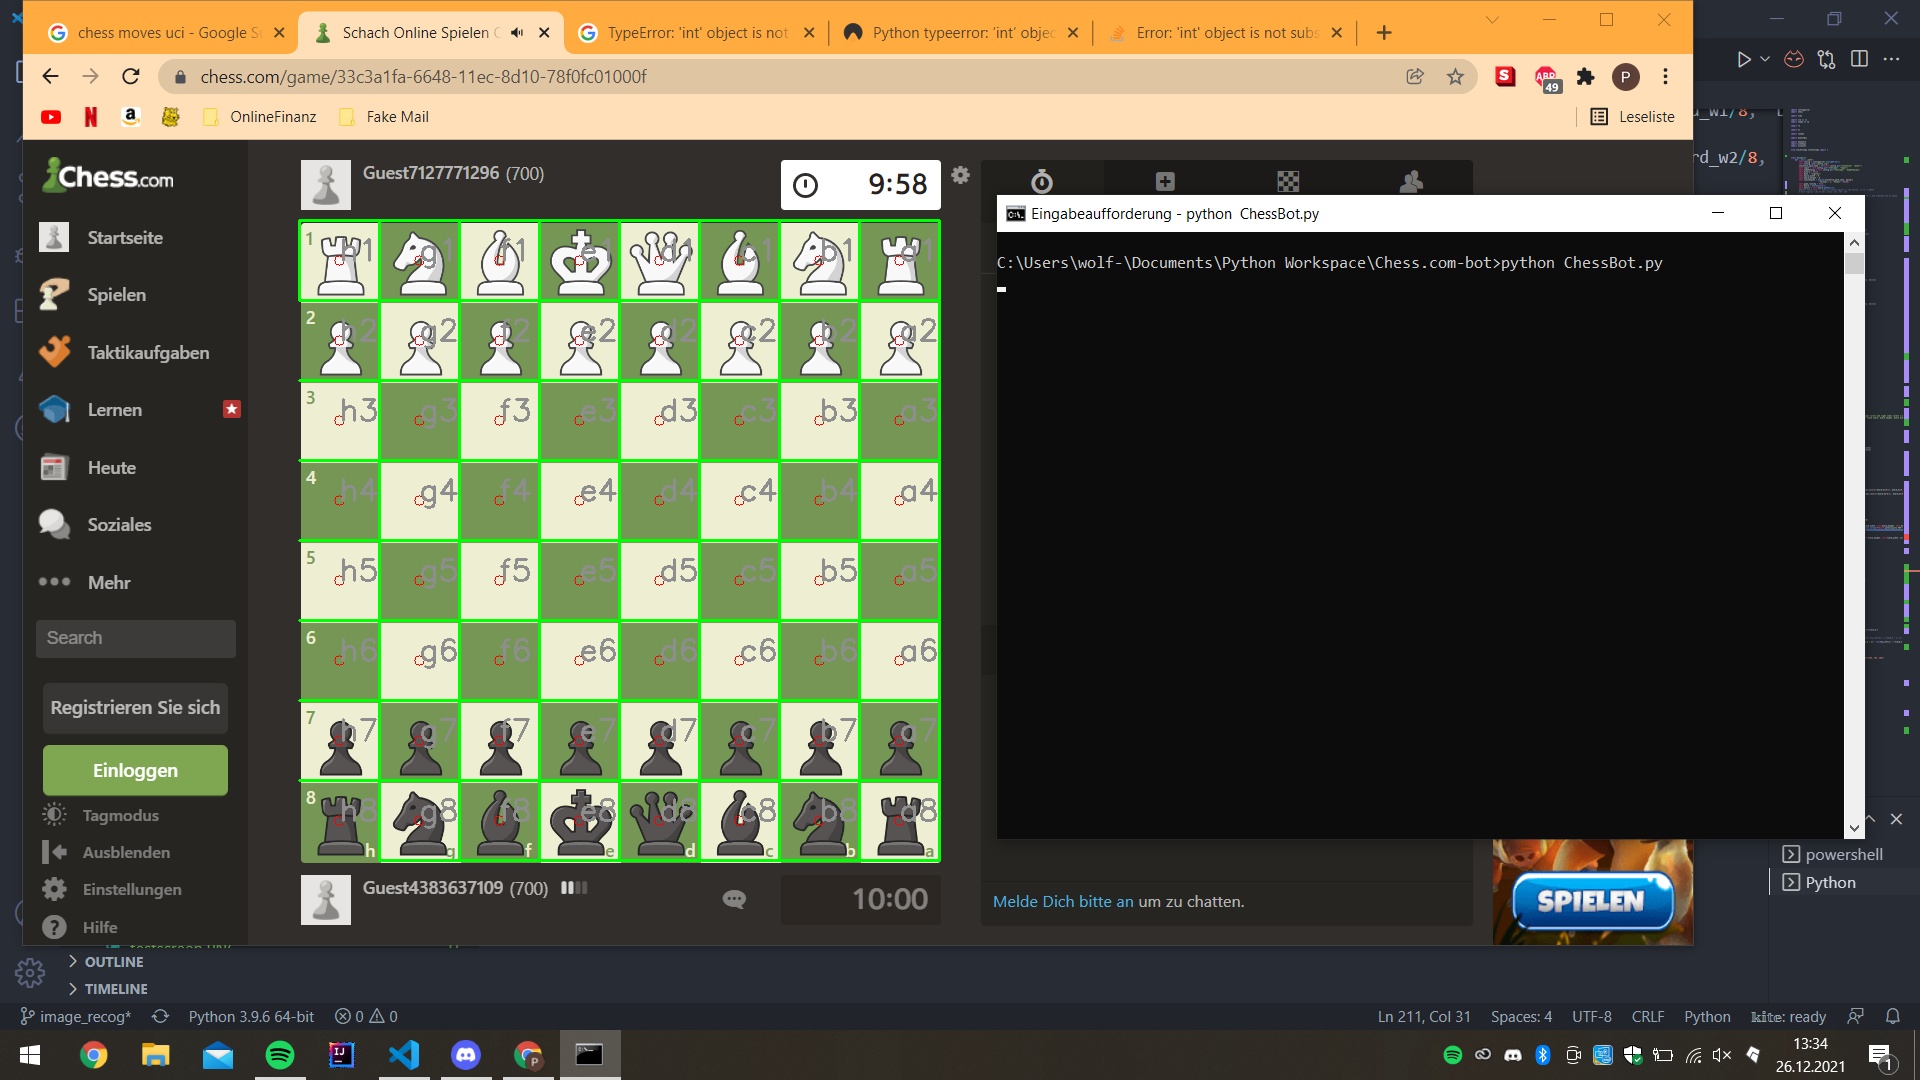 chess moves uci - Google S
Schach Online Spielen
TypeError: 'int' object is not
Python typeerror: 'int' objec
Error: 'int' object is not subs
chess.com/game/33c3a1fa-6648-11ec-8d10-78f0fc01000f
S
ABP
49
P
OnlineFinanz
Fake Mail
Leseliste
d_w1/8,
rd_w2/8,
Chess.com
Startseite
Spielen
Taktikaufgaben
Lernen
Heute
Soziales
Mehr
Search
Registrieren Sie sich
Einloggen
Tagmodus
Ausblenden
Einstellungen
Hilfe
Guest7127771296 (700)
9:58
1 h1 g1 f1 e1 d1 c1 b1 a1
2 h2 g2 f2 e2 d2 c2 b2 a2
3 h3 g3 f3 e3 d3 c3 b3 a3
4 h4 g4 f4 e4 d4 c4 b4 a4
5 h5 g5 f5 e5 d5 c5 b5 a5
6 h6 g6 f6 e6 d6 c6 b6 a6
7 h7 g7 f7 e7 d7 c7 b7 a7
8 h8 g8 f8 e8 d8 c8 b8 a8
h g f e d c b a
Guest4383637109 (700)
10:00
Eingabeaufforderung - python ChessBot.py
C:\Users\wolf-\Documents\Python Workspace\Chess.com-bot>python ChessBot.py
Melde Dich bitte an um zu chatten.
SPIELEN
powershell
Python
OUTLINE
TIMELINE
image_recog*
Python 3.9.6 64-bit
0
0
Ln 211, Col 31
Spaces: 4
UTF-8
CRLF
Python
kite: ready
13:34
26.12.2021
1